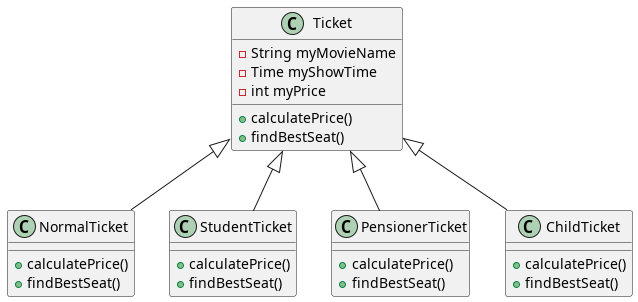 C Ticket
String myMovieName
Time myShowTime
int myPrice
calculatePrice()
findBestSeat()
C NormalTicket
calculatePrice()
findBestSeat()
C StudentTicket
calculatePrice()
findBestSeat()
C PensionerTicket
calculatePrice()
findBestSeat()
C ChildTicket
calculatePrice()
findBestSeat()